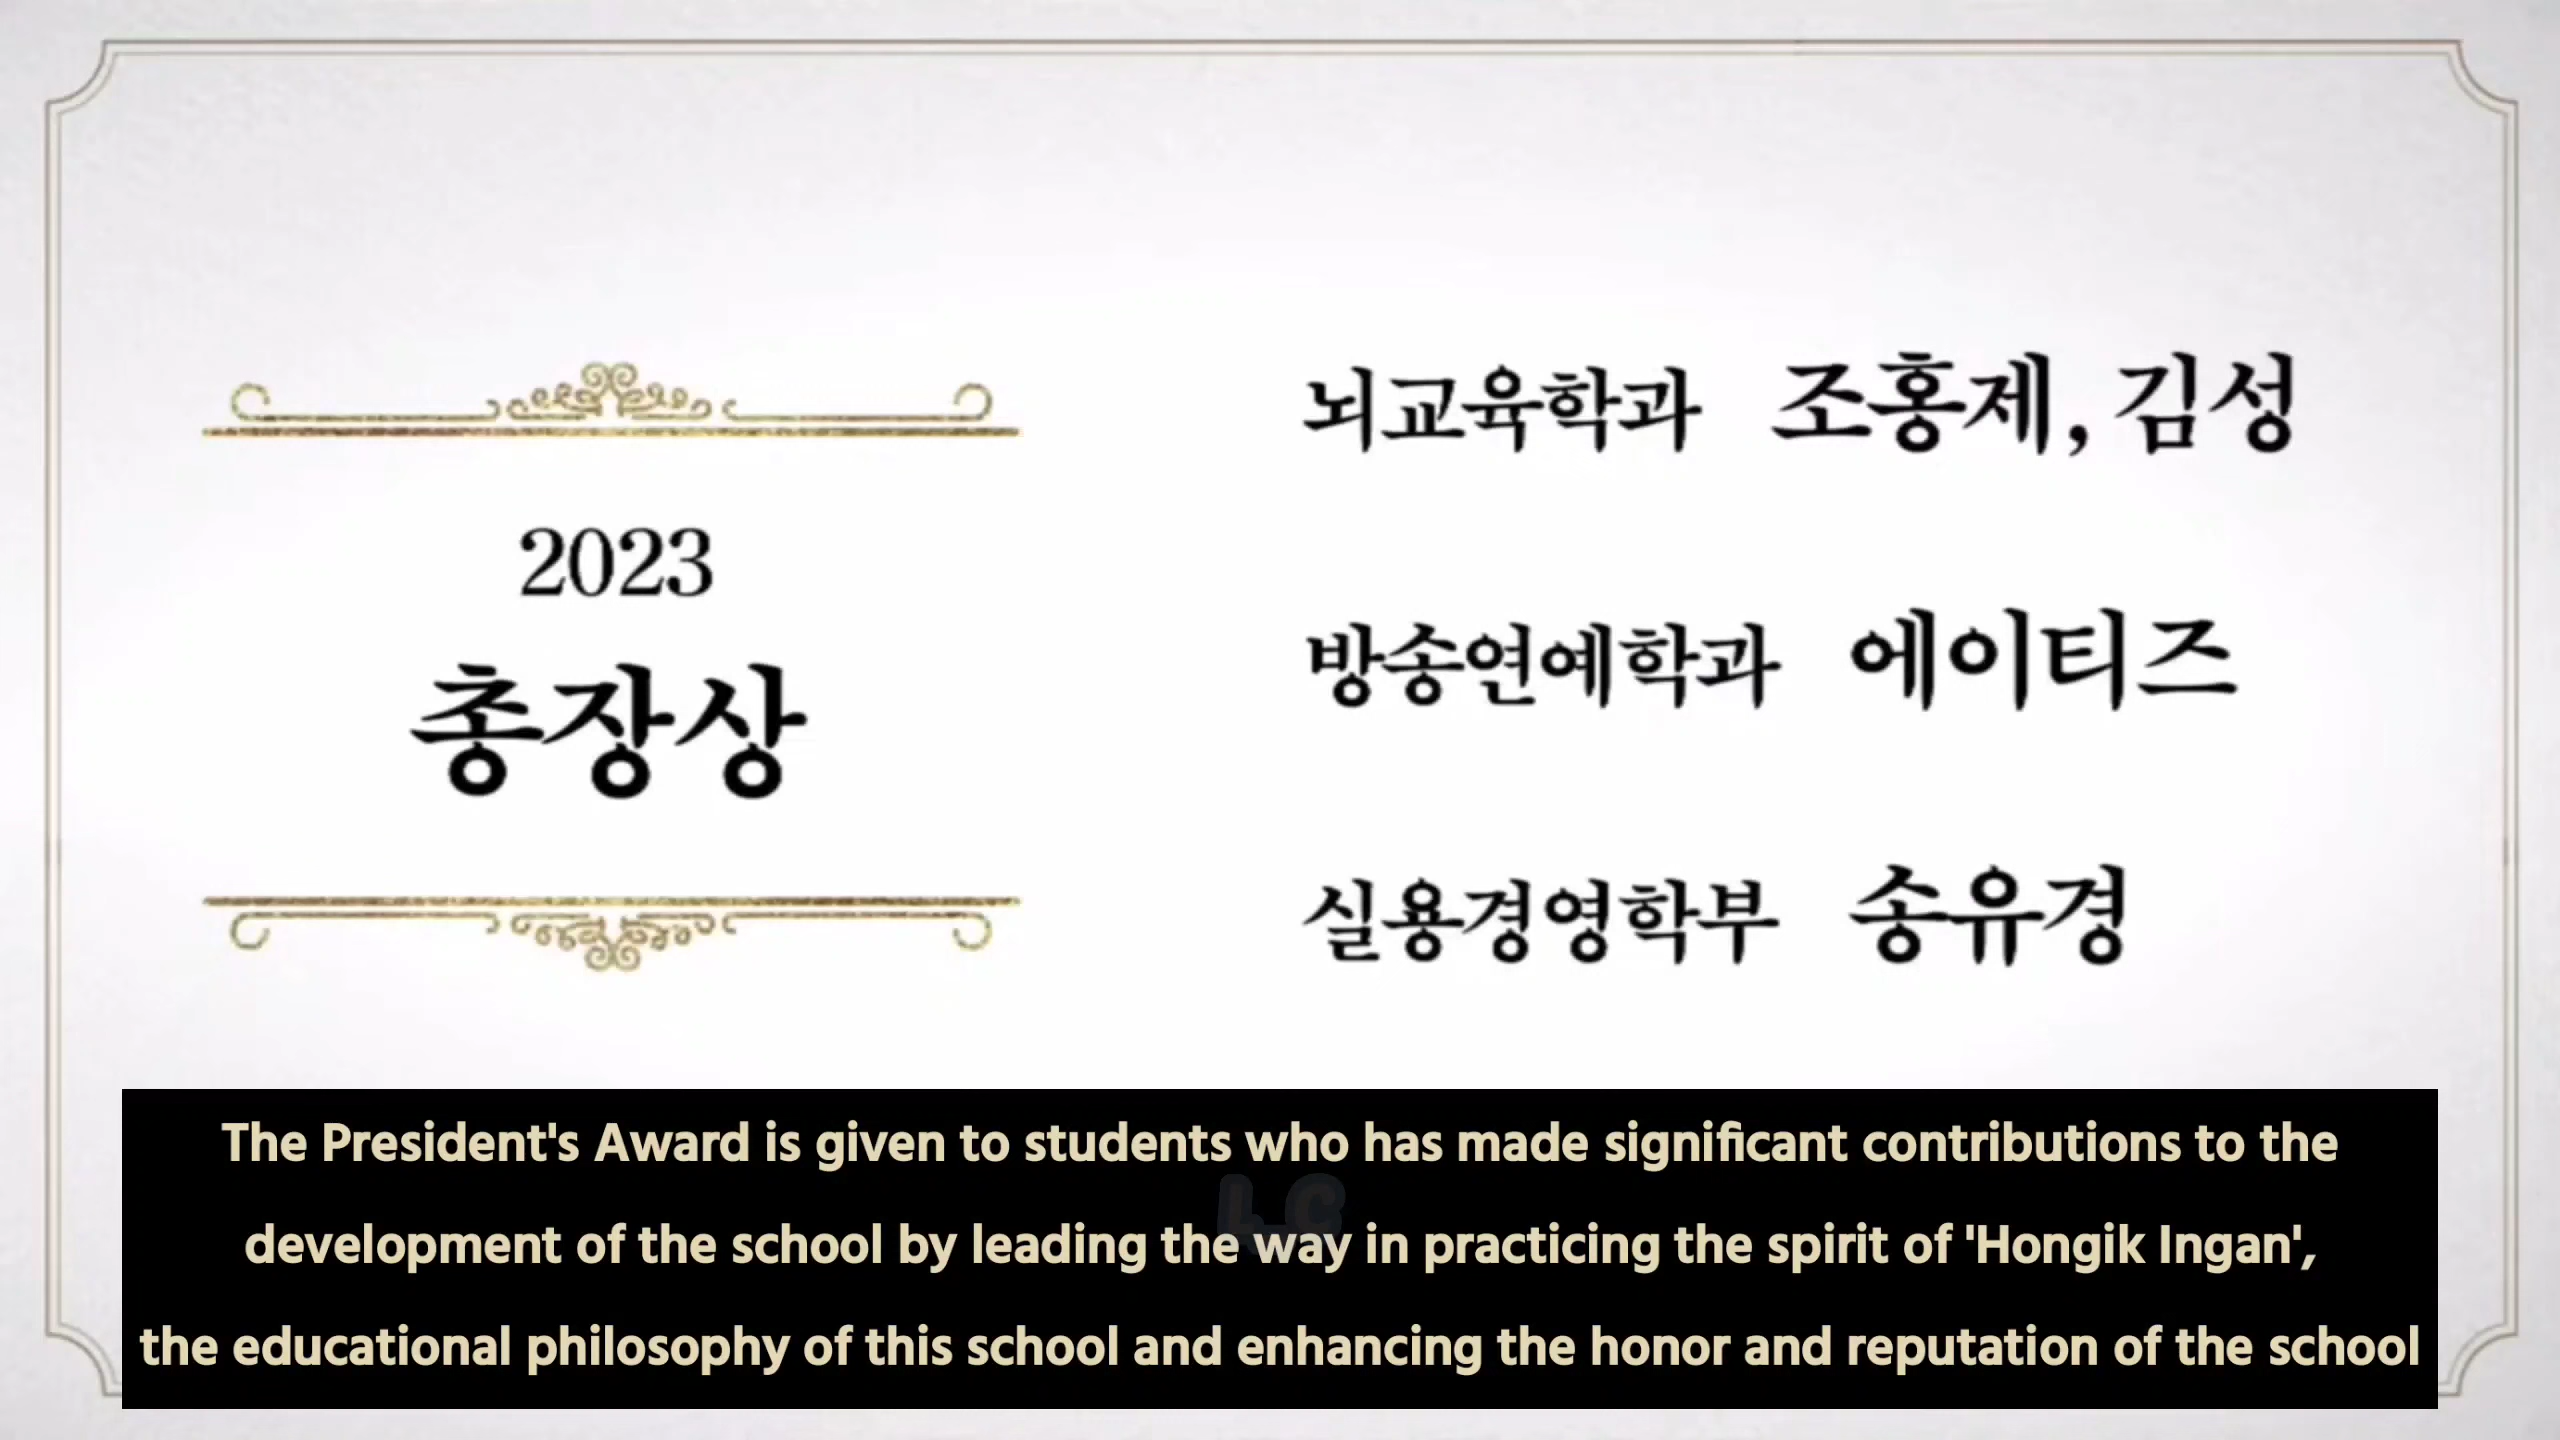 2023
총장상
뇌교육학과 조홍제, 김성
방송연예학과 에이티즈
실용경영학부 송유경
The President's Award is given to students who has made significant contributions to the
development of the school by leading the way in practicing the spirit of 'Hongik Ingan',
the educational philosophy of this school and enhancing the honor and reputation of the school
L_C